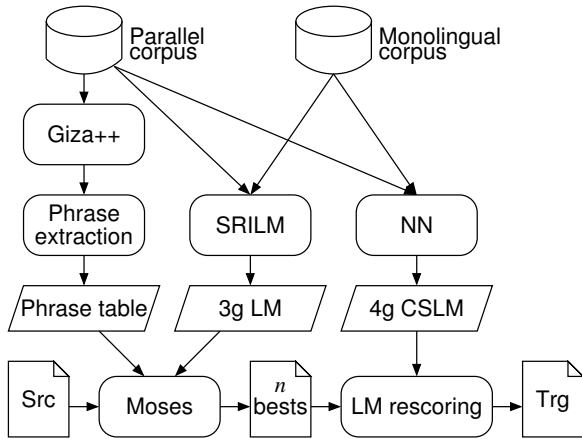 Parallel
corpus
Monolingual
corpus
Giza++
Phrase
extraction
SRILM
NN
Phrase table
3g LM
4g CSLM
Src
Moses
n
bests
LM rescoring
Trg